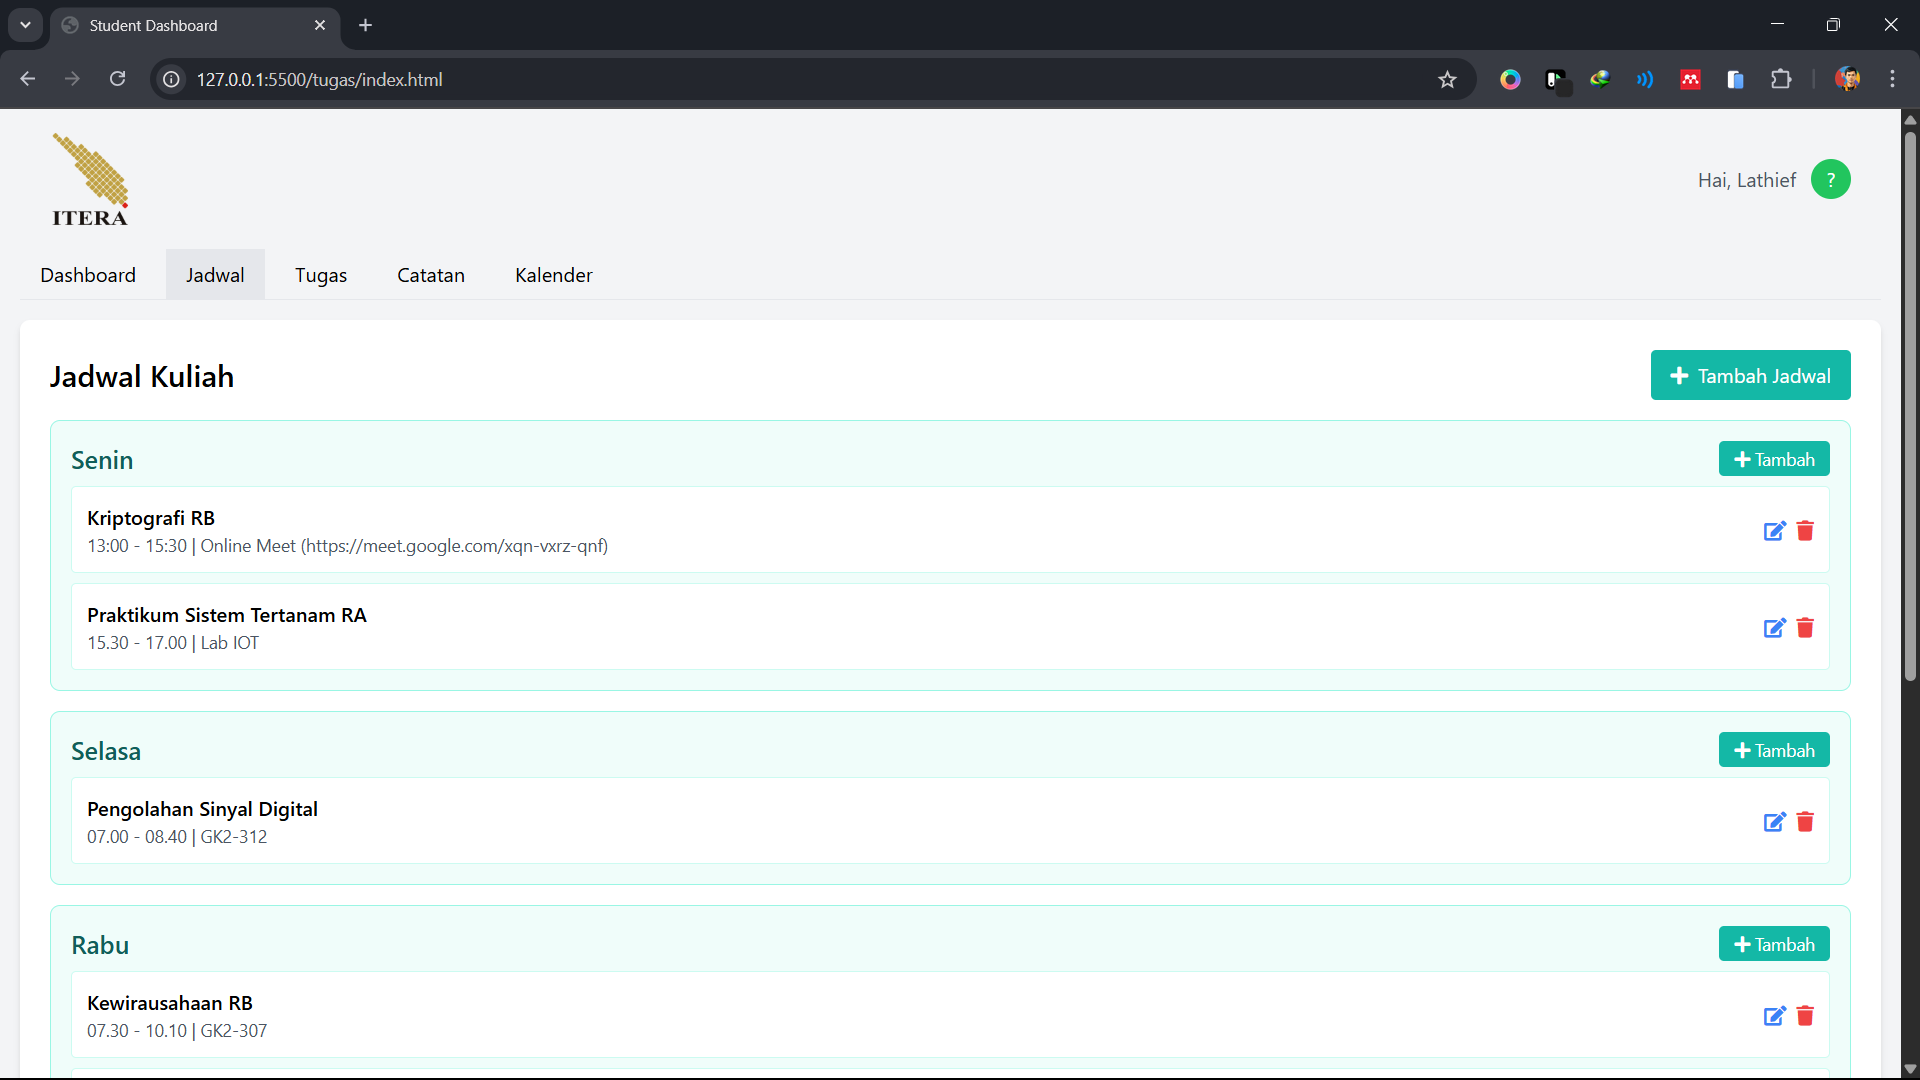 Student Dashboard
127.0.0.1:5500/tugas/index.html
ITERA
Hai, Lathief
?
Dashboard
Jadwal
Tugas
Catatan
Kalender
Jadwal Kuliah
Tambah Jadwal
Senin
Tambah
Kriptografi RB
13:00 - 15:30 | Online Meet (https://meet.google.com/xqn-vxrz-qnf)
Praktikum Sistem Tertanam RA
15.30 - 17.00 | Lab IOT
Selasa
Tambah
Pengolahan Sinyal Digital
07.00 - 08.40 | GK2-312
Rabu
Tambah
Kewirausahaan RB
07.30 - 10.10 | GK2-307